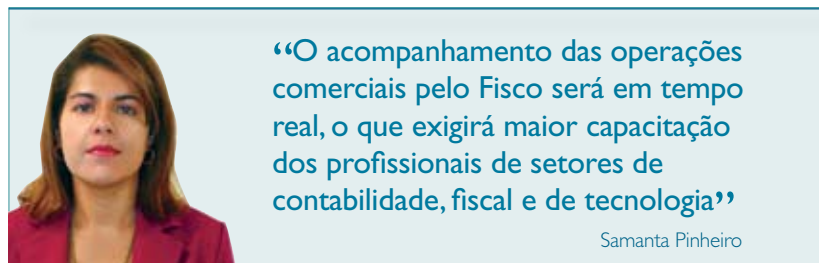 “O acompanhamento das operações
comerciais pelo Fisco será em tempo
real, o que exigirá maior capacitação
dos profissionais de setores de
contabilidade, fiscal e de tecnologia”
Samanta Pinheiro